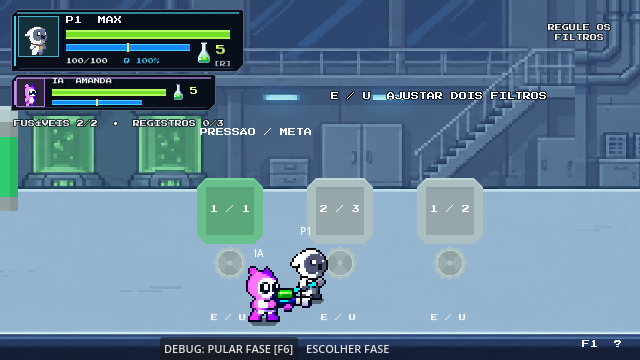 P1 MAX
100/100 Q 100%
5
[R]
REGULE OS
FILTROS
IA AMANDA
5
E / U AJUSTAR DOIS FILTROS
FUSÍVEIS 2/2 • REGISTROS 0/3
PRESSÃO / META
1 / 1
2 / 3
1 / 2
P1
IA
E / U
E / U
E / U
DEBUG: PULAR FASE [F6] ESCOLHER FASE
F1 ?